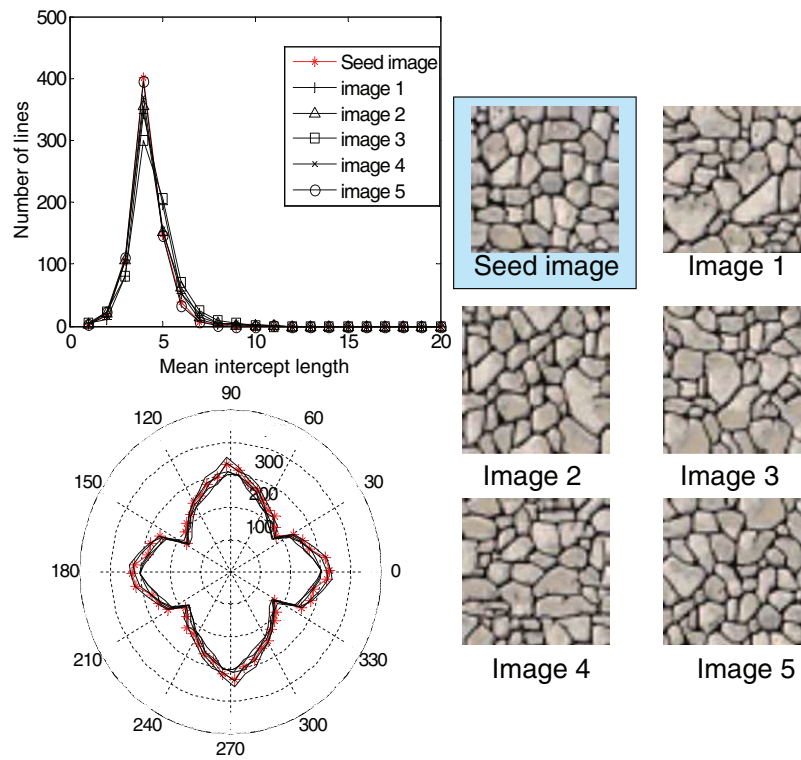 500
400
300
200
100
0
0 5 10 15 20
Number of lines
Mean intercept length
Seed image
image 1
image 2
image 3
image 4
image 5
Seed image
Image 1
Image 2
Image 3
Image 4
Image 5
90
120 60
150 30
180 0
210 330
240 300
270
300
200
100